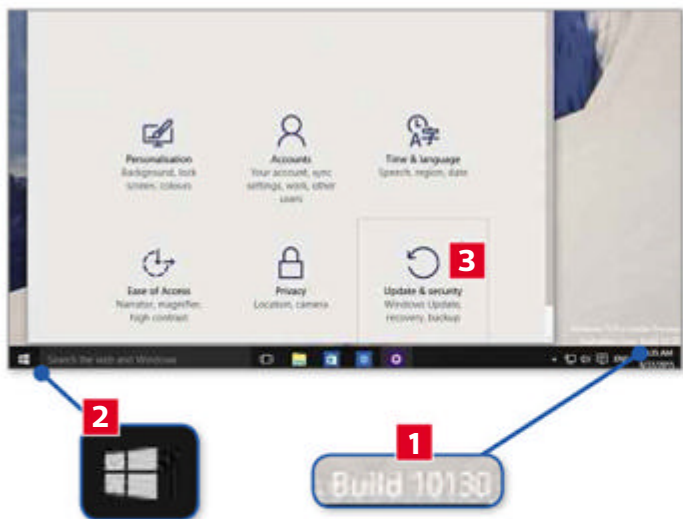 Personalisation
Background, lock
screen, colours
Accounts
Your account, sync
settings, work, other
users
Time & language
Speech, region, date
Ease of Access
Narrator, magnifier,
high contrast
Privacy
Location, camera
3
Update & security
Windows Update,
recovery, backup
Search the web and Windows
ENG
2
1
Build 10130